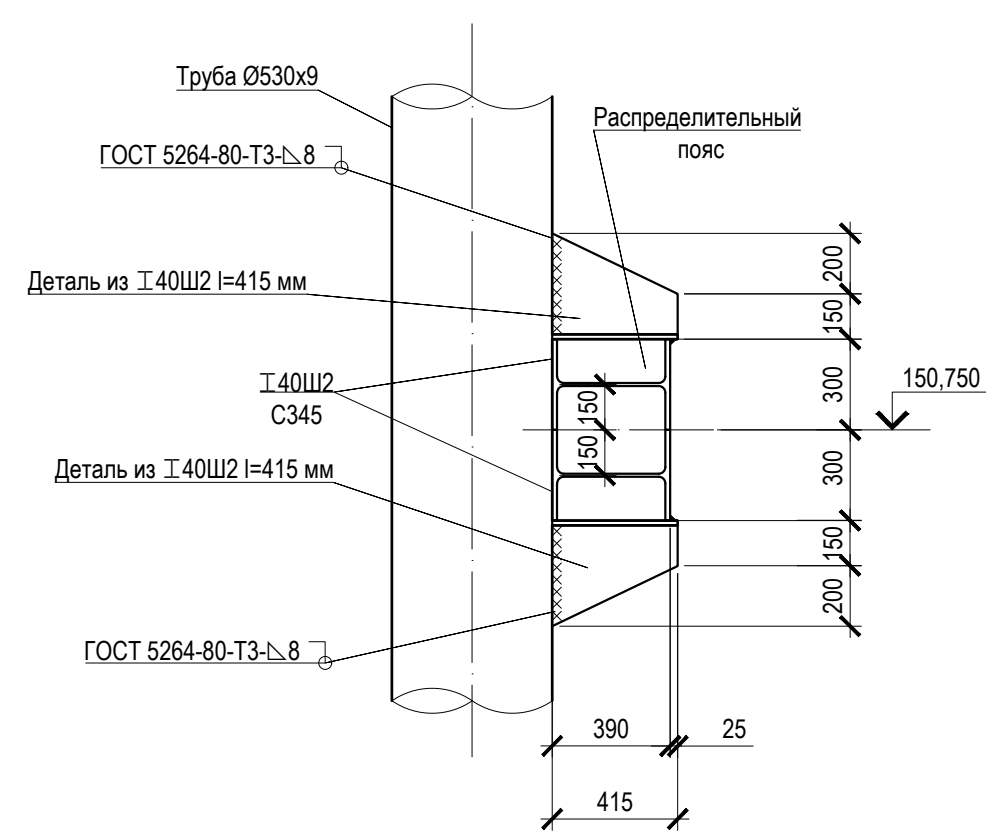 Труба Ø530х9
ГОСТ 5264-80-Т3-⊿8
Распределительный
пояс
Деталь из ⌶40Ш2 l=415 мм
200
150
⌶40Ш2
С345
300
150
150,750
150
Деталь из ⌶40Ш2 l=415 мм
300
150
200
ГОСТ 5264-80-Т3-⊿8
390
25
415